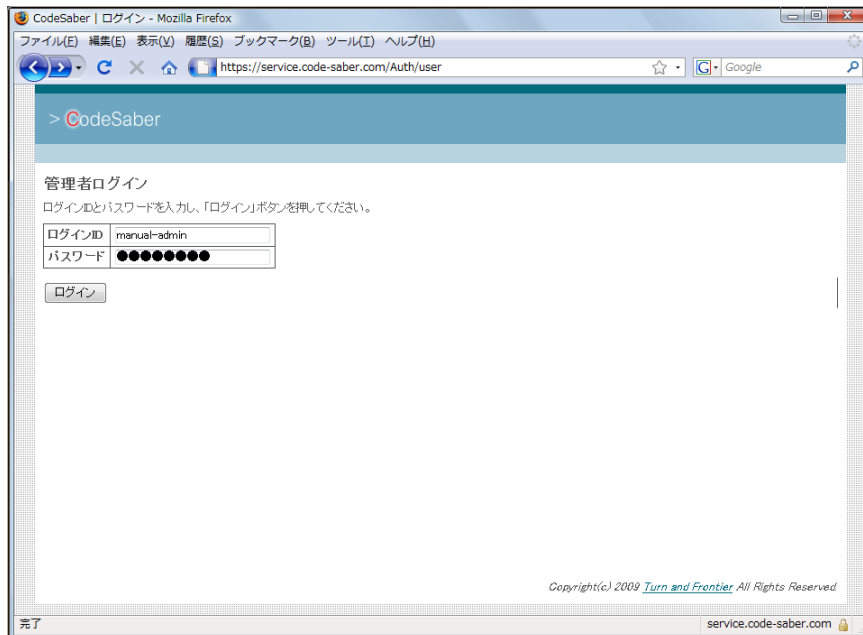 CodeSaber | ログイン - Mozilla Firefox
ファイル(F) 編集(E) 表示(V) 履歴(S) ブックマーク(B) ツール(T) ヘルプ(H)
https://service.code-saber.com/Auth/user
G Google
> CodeSaber
管理者ログイン
ログインIDとパスワードを入力し、「ログイン」ボタンを押してください。
ログインID manual-admin
パスワード ●●●●●●●●
ログイン
Copyright(c) 2009 Turn and Frontier All Rights Reserved.
完了
service.code-saber.com